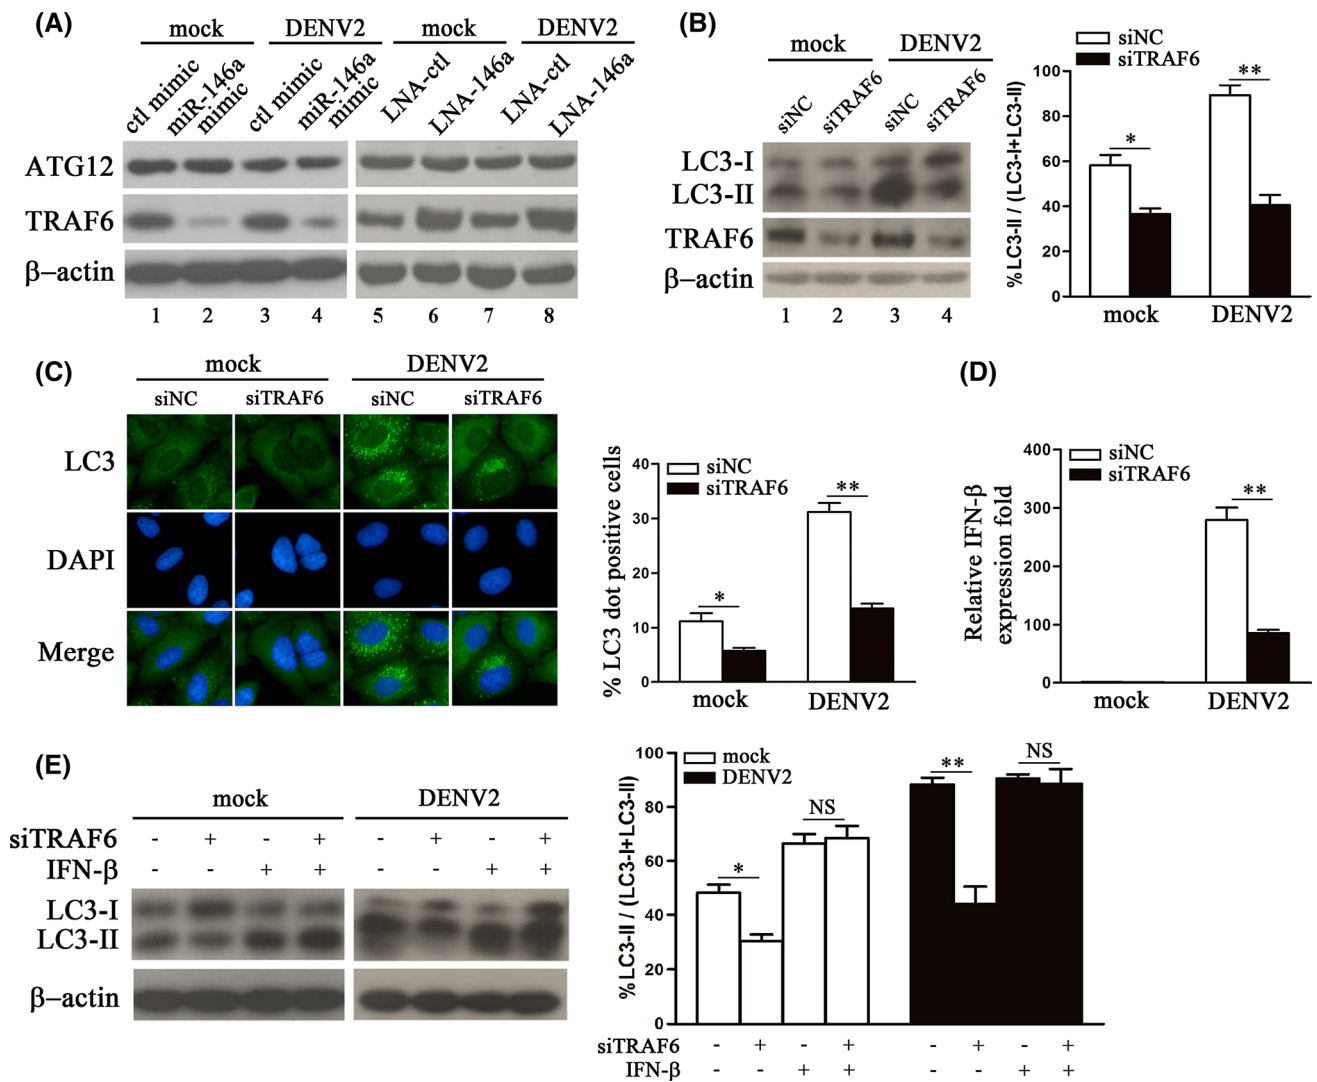 (A)
mock DENV2 mock DENV2
ctl mimic miR-146a mimic ctl mimic miR-146a mimic LNA-ctl LNA-146a LNA-ctl LNA-146a
ATG12
TRAF6
β-actin
1 2 3 4 5 6 7 8
(B)
mock DENV2
siNC siTRAF6 siNC siTRAF6
LC3-I
LC3-II
TRAF6
β-actin
1 2 3 4
siNC
siTRAF6
%LC3-II / (LC3-I+LC3-II)
100
80
60
40
20
0
* **
mock DENV2
(C)
mock DENV2
siNC siTRAF6 siNC siTRAF6
LC3
DAPI
Merge
% LC3 dot positive cells
40
30
20
10
0
siNC
siTRAF6
* **
mock DENV2
(D)
Relative IFN-β
expression fold
400
300
200
100
0
siNC
siTRAF6
**
mock DENV2
(E)
mock DENV2
siTRAF6 - + - + - + - +
IFN-β - - + + - - + +
LC3-I
LC3-II
β-actin
%LC3-II / (LC3-I+LC3-II)
100
80
60
40
20
0
mock
DENV2
* NS ** NS
siTRAF6 - + - + - + - +
IFN-β - - + + - - + +